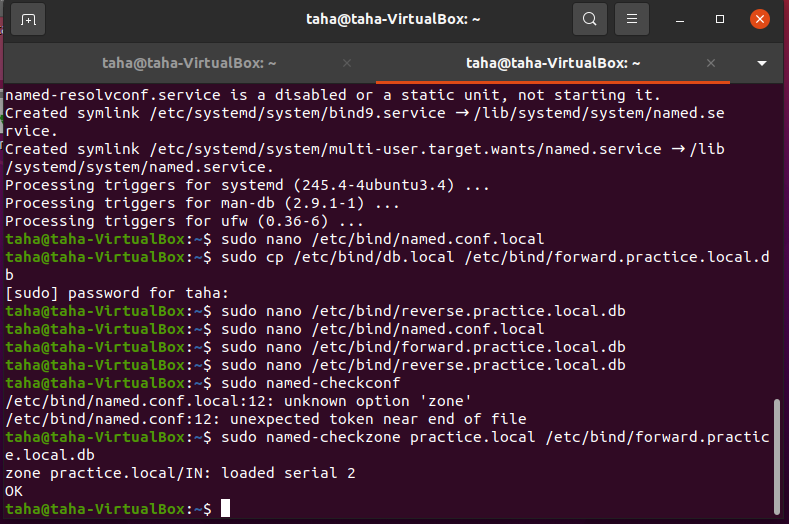 taha@taha-VirtualBox: ~
taha@taha-VirtualBox: ~
taha@taha-VirtualBox: ~
named-resolvconf.service is a disabled or a static unit, not starting it.
Created symlink /etc/systemd/system/bind9.service → /lib/systemd/system/named.se
rvice.
Created symlink /etc/systemd/system/multi-user.target.wants/named.service → /lib
/systemd/system/named.service.
Processing triggers for systemd (245.4-4ubuntu3.4) ...
Processing triggers for man-db (2.9.1-1) ...
Processing triggers for ufw (0.36-6) ...
taha@taha-VirtualBox:~$ sudo nano /etc/bind/named.conf.local
taha@taha-VirtualBox:~$ sudo cp /etc/bind/db.local /etc/bind/forward.practice.local.d
b
[sudo] password for taha:
taha@taha-VirtualBox:~$ sudo nano /etc/bind/reverse.practice.local.db
taha@taha-VirtualBox:~$ sudo nano /etc/bind/named.conf.local
taha@taha-VirtualBox:~$ sudo nano /etc/bind/forward.practice.local.db
taha@taha-VirtualBox:~$ sudo nano /etc/bind/reverse.practice.local.db
taha@taha-VirtualBox:~$ sudo named-checkconf
/etc/bind/named.conf.local:12: unknown option 'zone'
/etc/bind/named.conf:12: unexpected token near end of file
taha@taha-VirtualBox:~$ sudo named-checkzone practice.local /etc/bind/forward.practic
e.local.db
zone practice.local/IN: loaded serial 2
OK
taha@taha-VirtualBox:~$